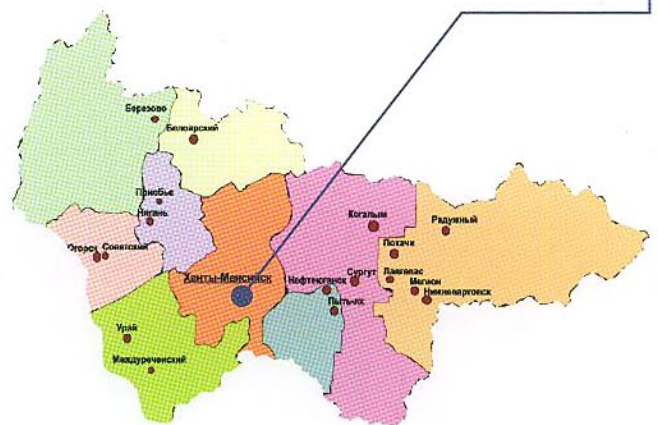 Березово
Белоярский
Приобье
Нягань
Когалым
Радужный
Югорск
Советский
Покачи
Ханты-Мансийск
Сургут
Лангепас
Нефтеюганск
Мегион
Нижневартовск
Пыть-ях
Урай
Междуреченский